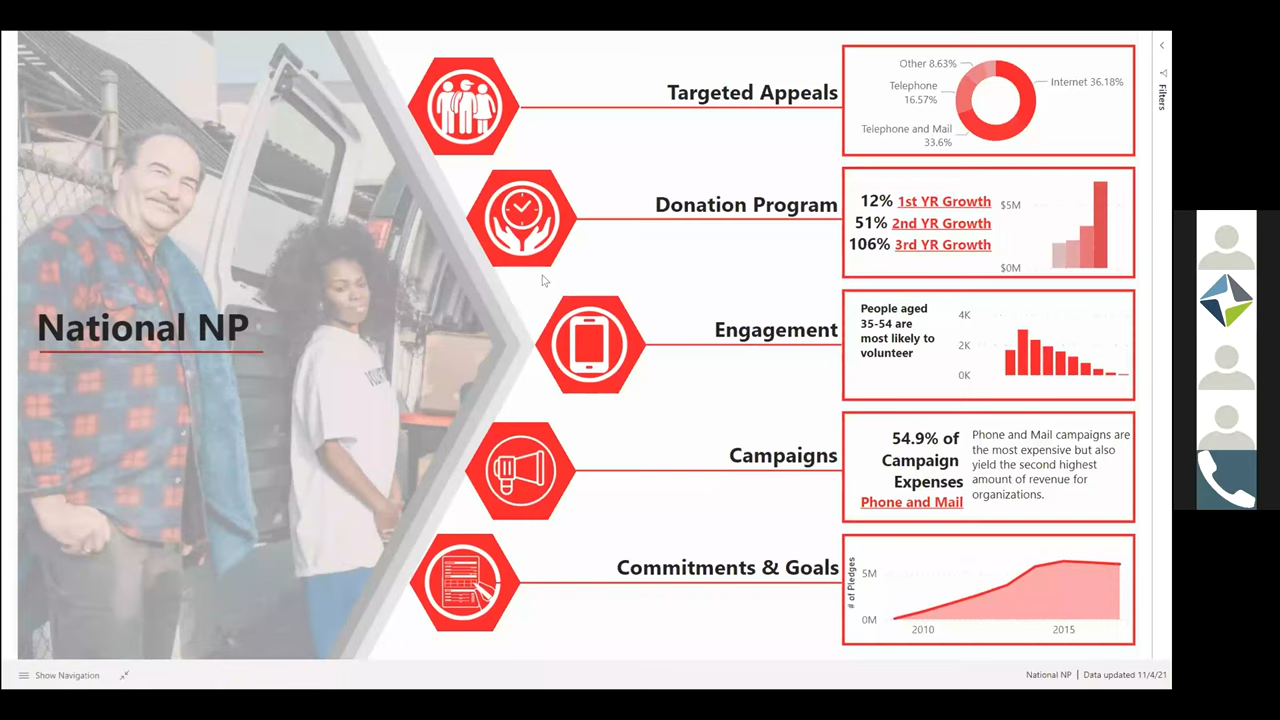 National NP
Targeted Appeals
Other 8.63%
Internet 36.18%
Telephone
16.57%
Telephone and Mail
33.6%
Donation Program
12% 1st YR Growth
51% 2nd YR Growth
106% 3rd YR Growth
$5M
$0M
Engagement
People aged
35-54 are
most likely to
volunteer
4K
2K
0K
Campaigns
54.9% of
Campaign
Expenses
Phone and Mail
Phone and Mail campaigns are
the most expensive but also
yield the second highest
amount of revenue for
organizations.
Commitments & Goals
# of Pledges
5M
0M
2010
2015
Filters
Show Navigation
National NP | Data updated 11/4/21